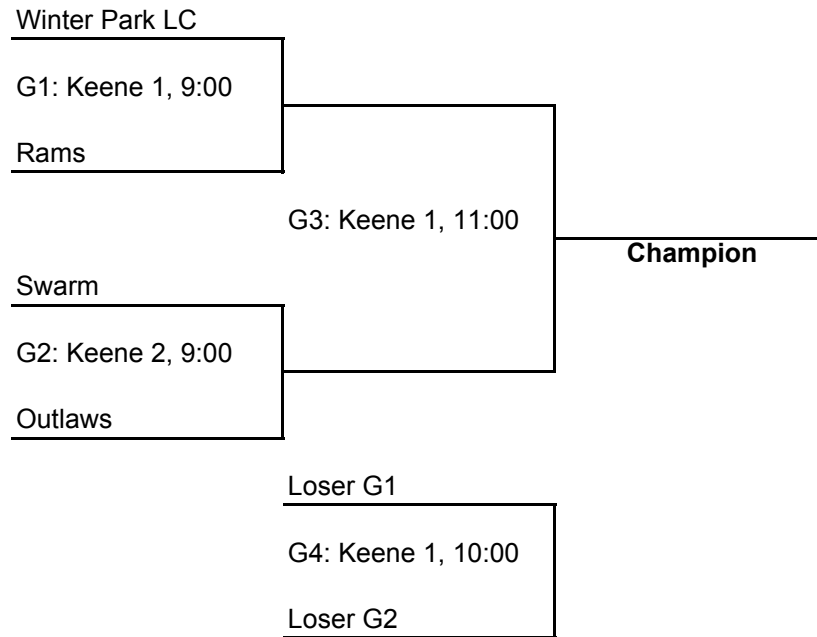 Winter Park LC
G1: Keene 1, 9:00
Rams
G3: Keene 1, 11:00
Champion
Swarm
G2: Keene 2, 9:00
Outlaws
Loser G1
G4: Keene 1, 10:00
Loser G2